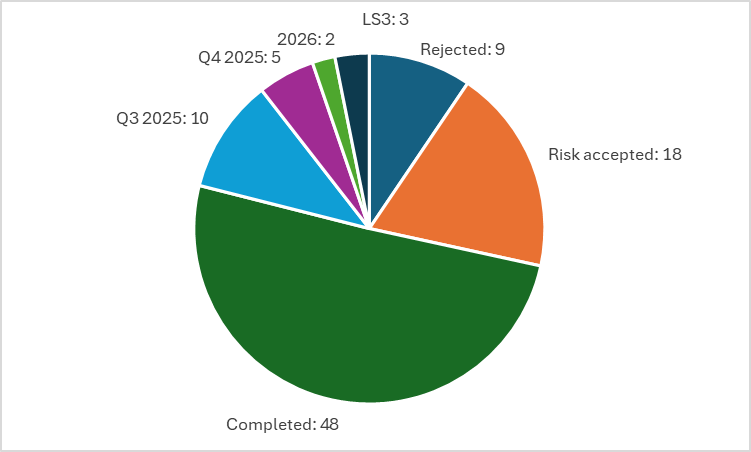 LS3: 3
2026: 2
Rejected: 9
Q4 2025: 5
Q3 2025: 10
Risk accepted: 18
Completed: 48